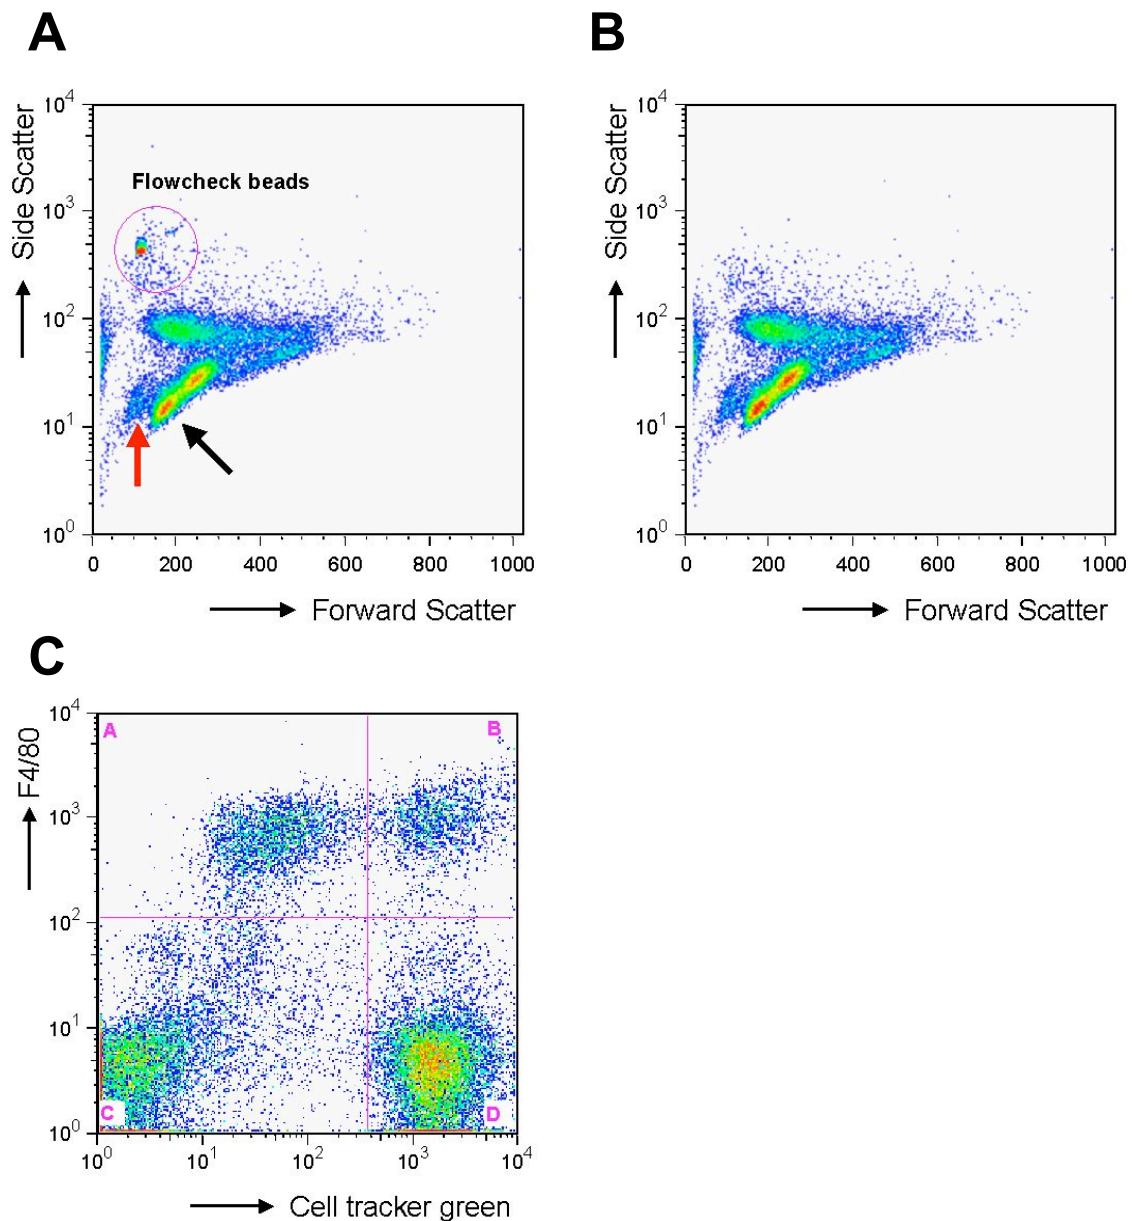 A
B
Side Scatter
10^4
10^3
10^2
10^1
10^0
Flowcheck beads
0 200 400 600 800 1000
Forward Scatter
Side Scatter
10^4
10^3
10^2
10^1
10^0
0 200 400 600 800 1000
Forward Scatter
C
F4/80
10^4
10^3
10^2
10^1
10^0
A
B
C
D
10^0 10^1 10^2 10^3 10^4
Cell tracker green